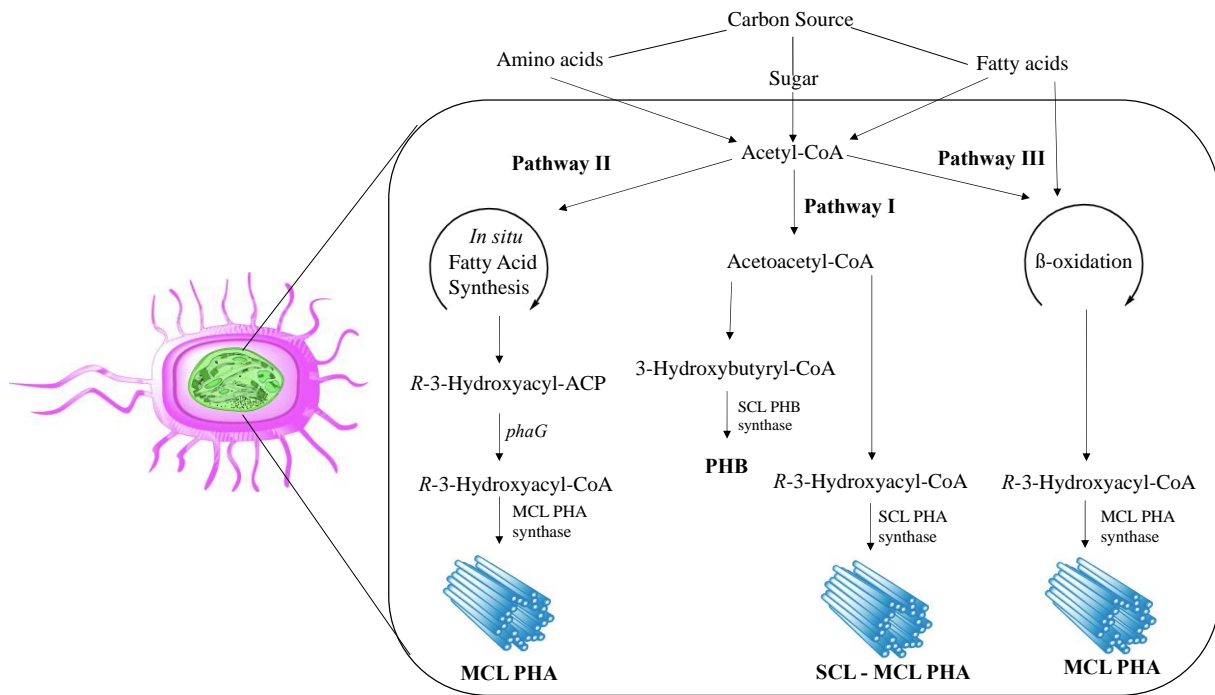 Carbon Source
Amino acids
Sugar
Fatty acids
Acetyl-CoA
Pathway II
Pathway III
Pathway I
In situ
Fatty Acid
Synthesis
Acetoacetyl-CoA
ß-oxidation
3-Hydroxybutyryl-CoA
R-3-Hydroxyacyl-ACP
SCL PHB
synthase
phaG
PHB
R-3-Hydroxyacyl-CoA
R-3-Hydroxyacyl-CoA
R-3-Hydroxyacyl-CoA
MCL PHA
synthase
SCL PHA
synthase
MCL PHA
synthase
MCL PHA
SCL - MCL PHA
MCL PHA